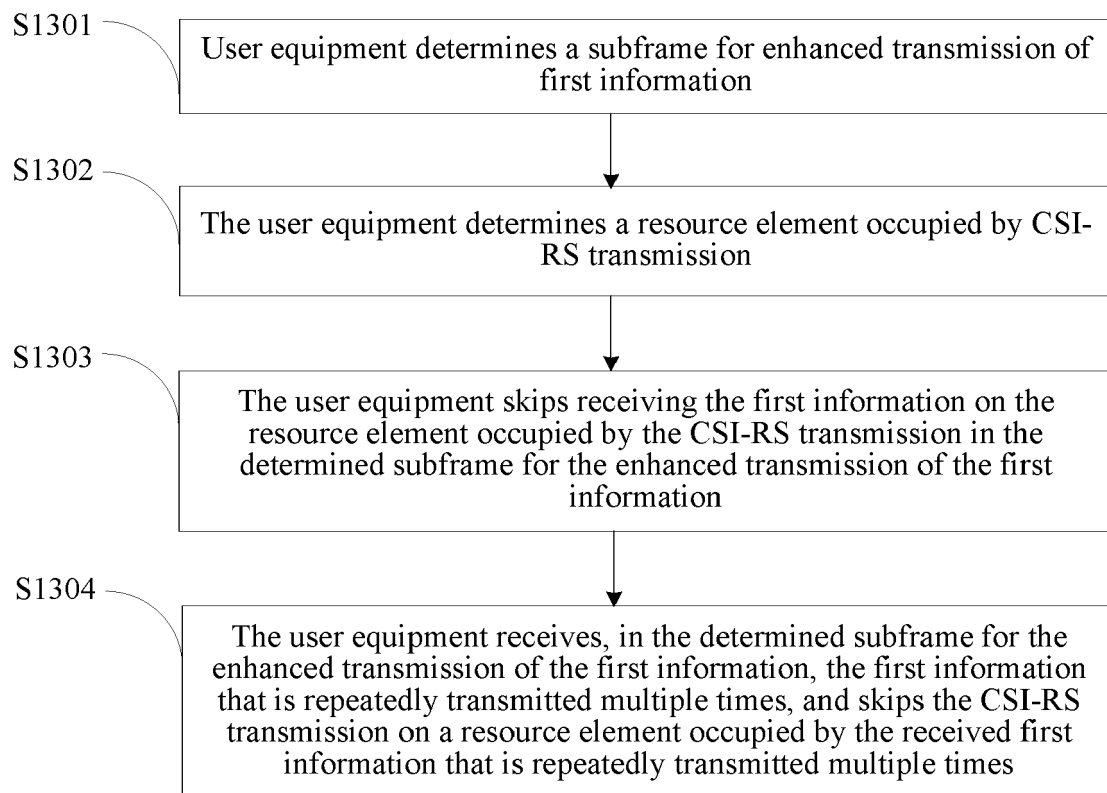 S1301
User equipment determines a subframe for enhanced transmission of
first information
S1302
The user equipment determines a resource element occupied by CSI-
RS transmission
S1303
The user equipment skips receiving the first information on the
resource element occupied by the CSI-RS transmission in the
determined subframe for the enhanced transmission of the first
information
S1304
The user equipment receives, in the determined subframe for the
enhanced transmission of the first information, the first information
that is repeatedly transmitted multiple times, and skips the CSI-RS
transmission on a resource element occupied by the received first
information that is repeatedly transmitted multiple times